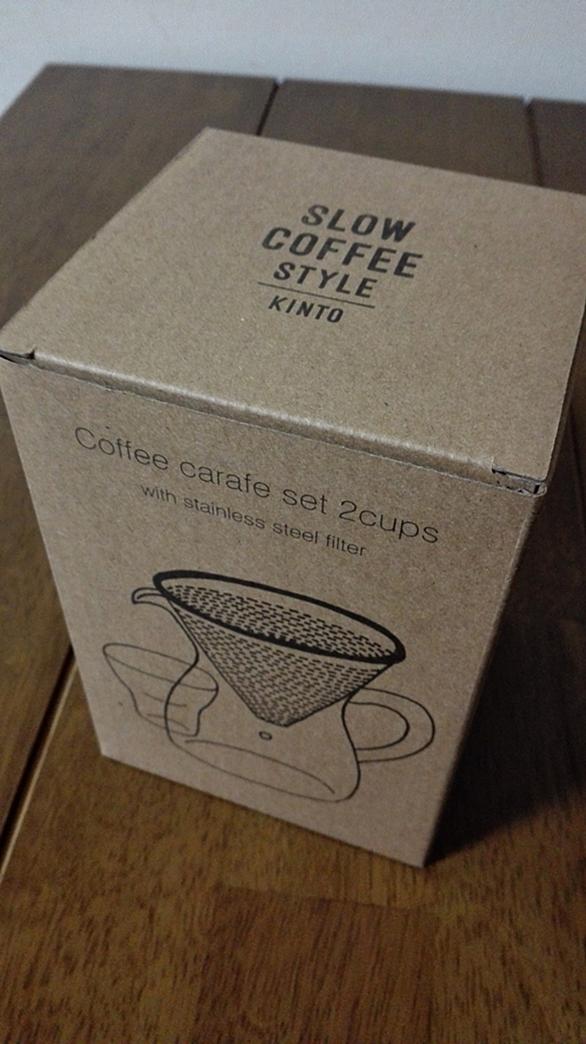 SLOW
COFFEE
STYLE
KINTO
Coffee carafe set 2cups
with stainless steel filter